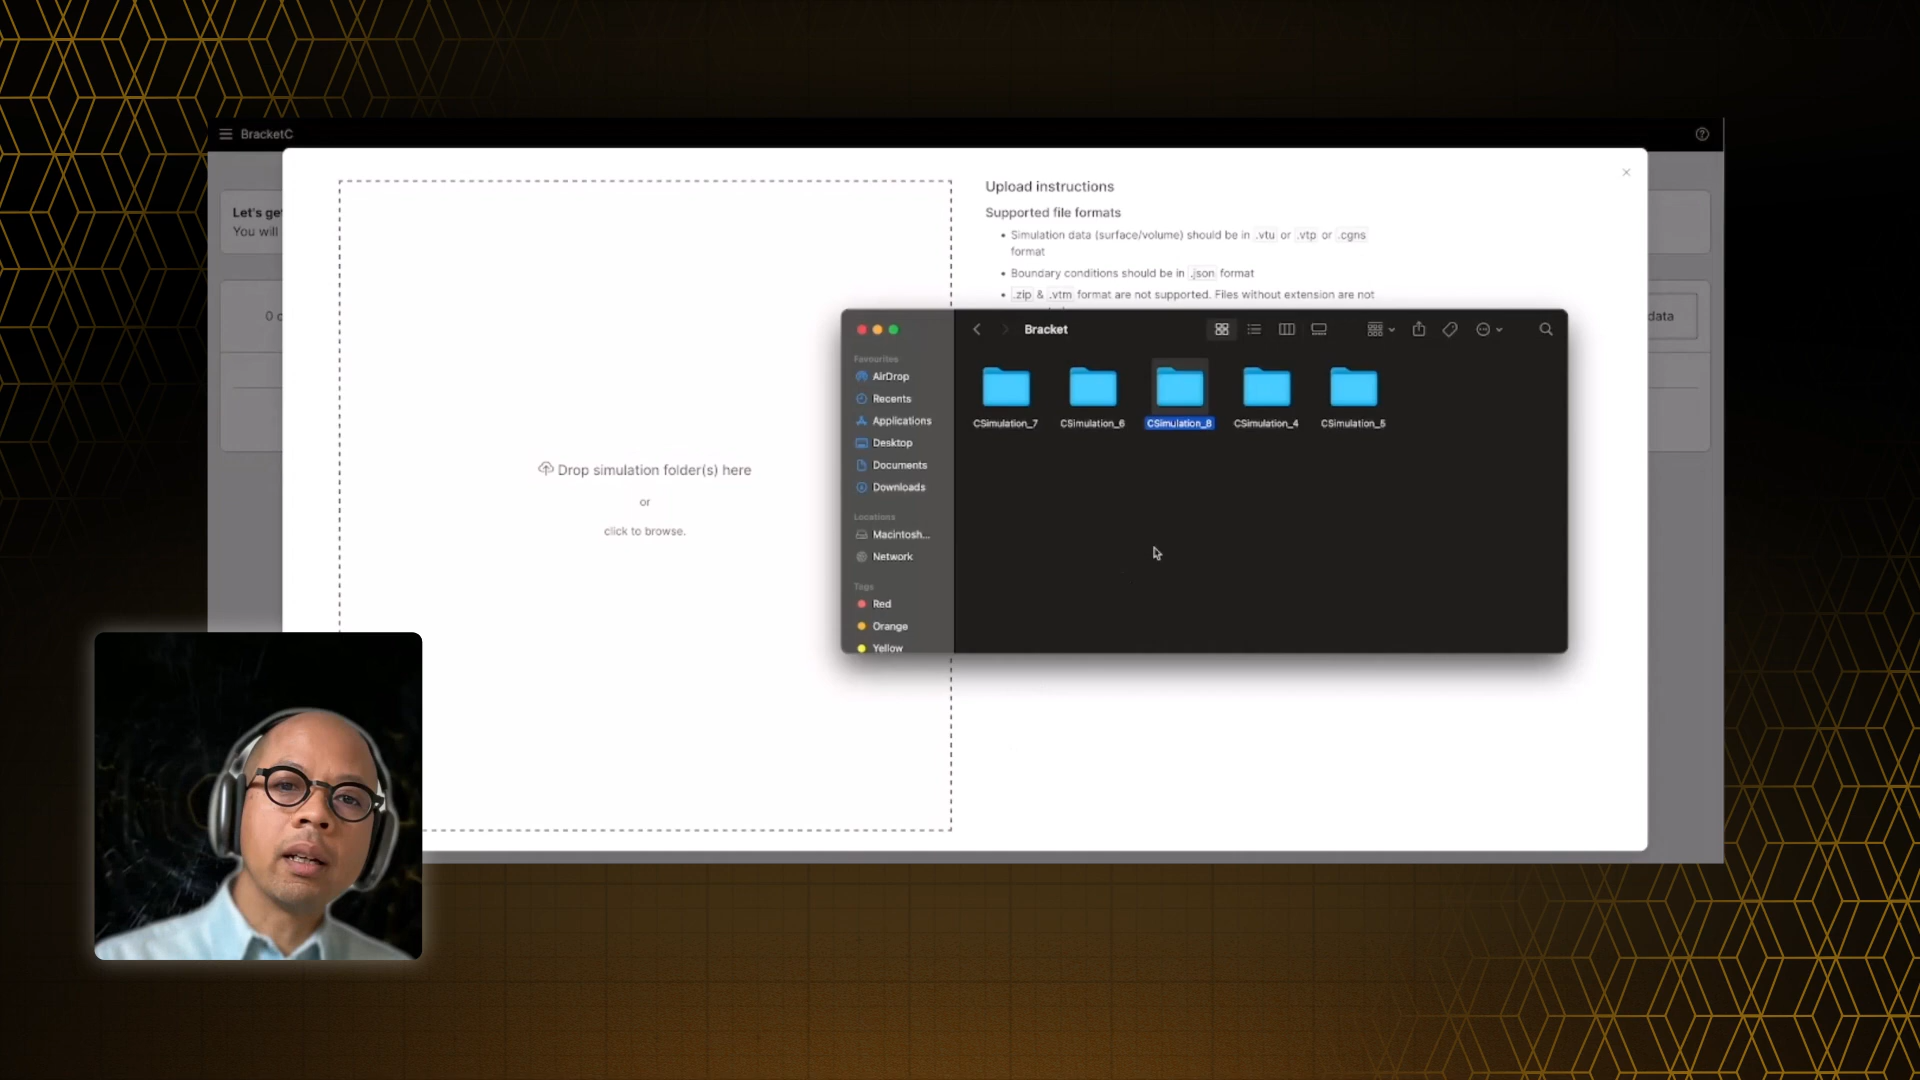 BracketC
Let's ge
You will
0 c
data
Drop simulation folder(s) here
or
click to browse.
Upload instructions
Supported file formats
• Simulation data (surface/volume) should be in .vtu or .vtp or .cgns
format
• Boundary conditions should be in .json format
• .zip & .vtm format are not supported. Files without extension are not
Bracket
Favourites
AirDrop
Recents
Applications
Desktop
Documents
Downloads
Locations
Macintosh...
Network
Tags
Red
Orange
Yellow
CSimulation_7
CSimulation_6
CSimulation_8
CSimulation_4
CSimulation_5